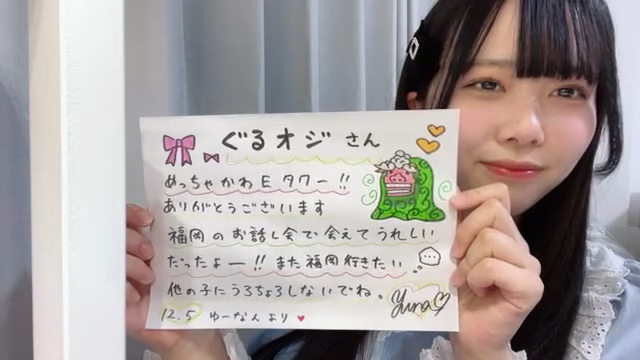 ぐるオジ さん
めっちゃかわEタワー!!
ありがとうございます
福岡のお話し会で会えてうれしい
だったよー!!また福岡行きたい
他の子にうろちょろしないでね。
12.5 ゆーなんより♥ Yuna♡